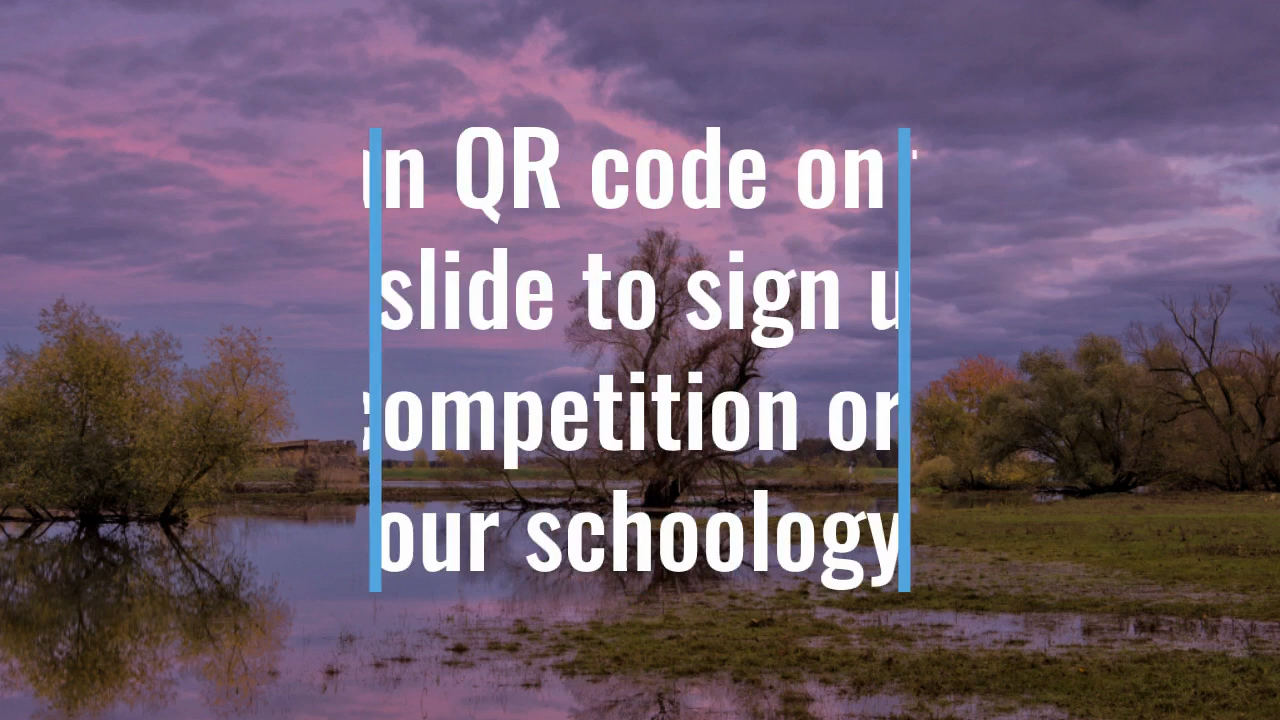 QR code on
slide to sign
ompetition or
our schoology